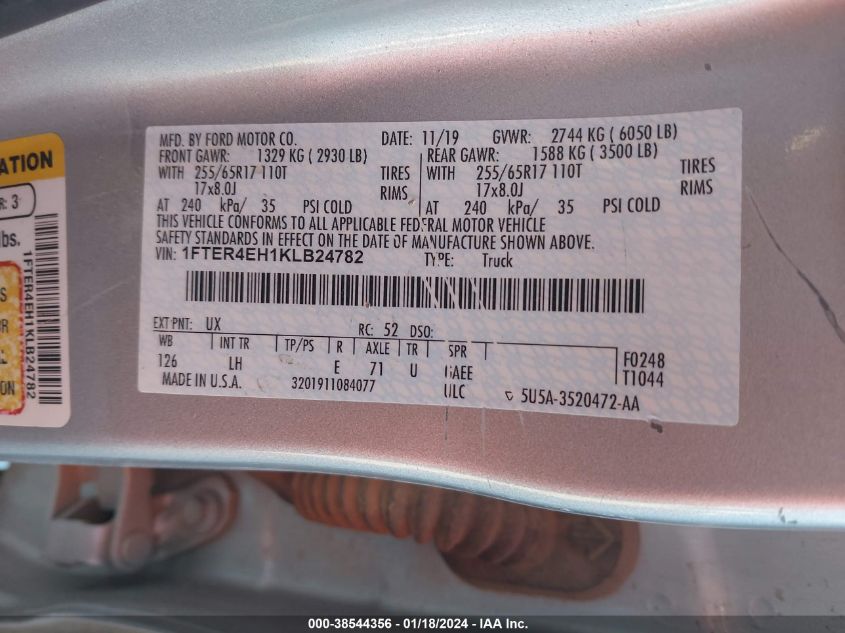 MFD. BY FORD MOTOR CO. DATE: 11/19 GVWR: 2744 KG ( 6050 LB)
FRONT GAWR: 1329 KG ( 2930 LB) REAR GAWR: 1588 KG ( 3500 LB)
WITH 255/65R17 110T TIRES WITH 255/65R17 110T TIRES
17x8.0J RIMS 17x8.0J RIMS
AT 240 kPa/ 35 PSI COLD AT 240 kPa/ 35 PSI COLD
THIS VEHICLE CONFORMS TO ALL APPLICABLE FEDERAL MOTOR VEHICLE
SAFETY STANDARDS IN EFFECT ON THE DATE OF MANUFACTURE SHOWN ABOVE.
VIN: 1FTER4EH1KLB24782 TYPE: Truck
EXT PNT: UX RC: 52 DSO:
WB INT TR TP/PS R AXLE TR SPR
126 LH E 71 U GAEE F0248
ULC T1044
MADE IN U.S.A. 3201911084077 5U5A-3520472-AA
ATION
R: 3
lbs.
S
OR
L
ON
1FTER4EH1KLB24782
000-38544356 - 01/18/2024 - IAA Inc.